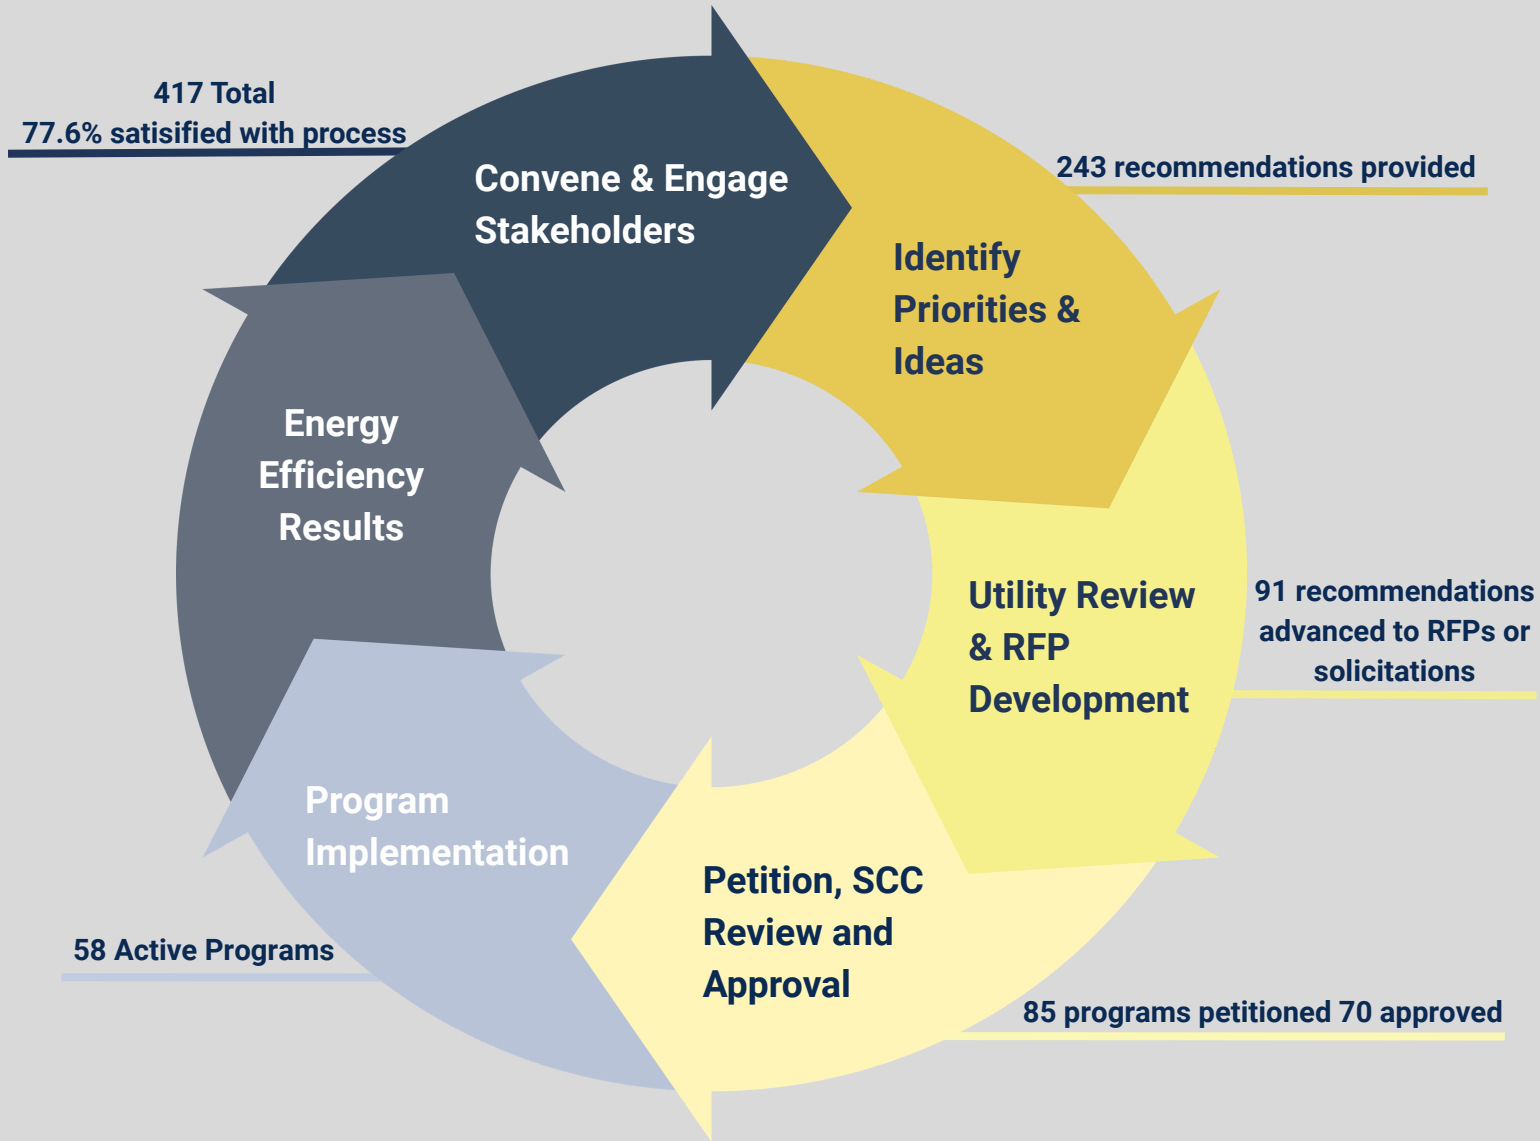 417 Total
77.6% satisified with process
Convene & Engage
Stakeholders
243 recommendations provided
Identify
Priorities &
Ideas
Utility Review
& RFP
Development
91 recommendations
advanced to RFPs or
solicitations
Petition, SCC
Review and
Approval
85 programs petitioned 70 approved
Program
Implementation
58 Active Programs
Energy
Efficiency
Results